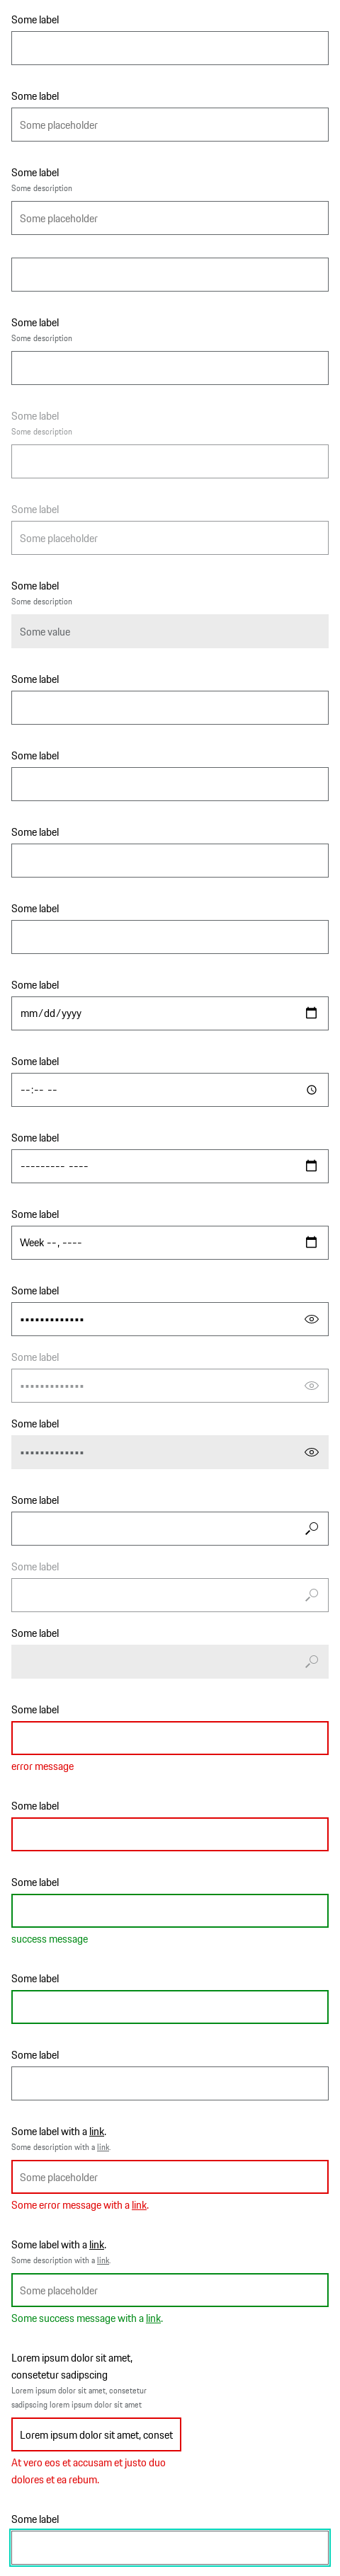 Some label
Some label
Some placeholder
Some label
Some description
Some placeholder
Some label
Some description
Some label
Some description
Some label
Some placeholder
Some label
Some description
Some value
Some label
Some label
Some label
Some label
Some label
mm/dd/yyyy
Some label
--:-- --
Some label
--------- ----
Some label
Week --, ----
Some label
•••••••••••••
Some label
•••••••••••••
Some label
•••••••••••••
Some label
Some label
Some label
Some label
error message
Some label
Some label
success message
Some label
Some label
Some label with a link.
Some description with a link.
Some placeholder
Some error message with a link.
Some label with a link.
Some description with a link.
Some placeholder
Some success message with a link.
Lorem ipsum dolor sit amet,
consetetur sadipscing
Lorem ipsum dolor sit amet, consetetur
sadipscing lorem ipsum dolor sit amet
Lorem ipsum dolor sit amet, conset
At vero eos et accusam et justo duo
dolores et ea rebum.
Some label